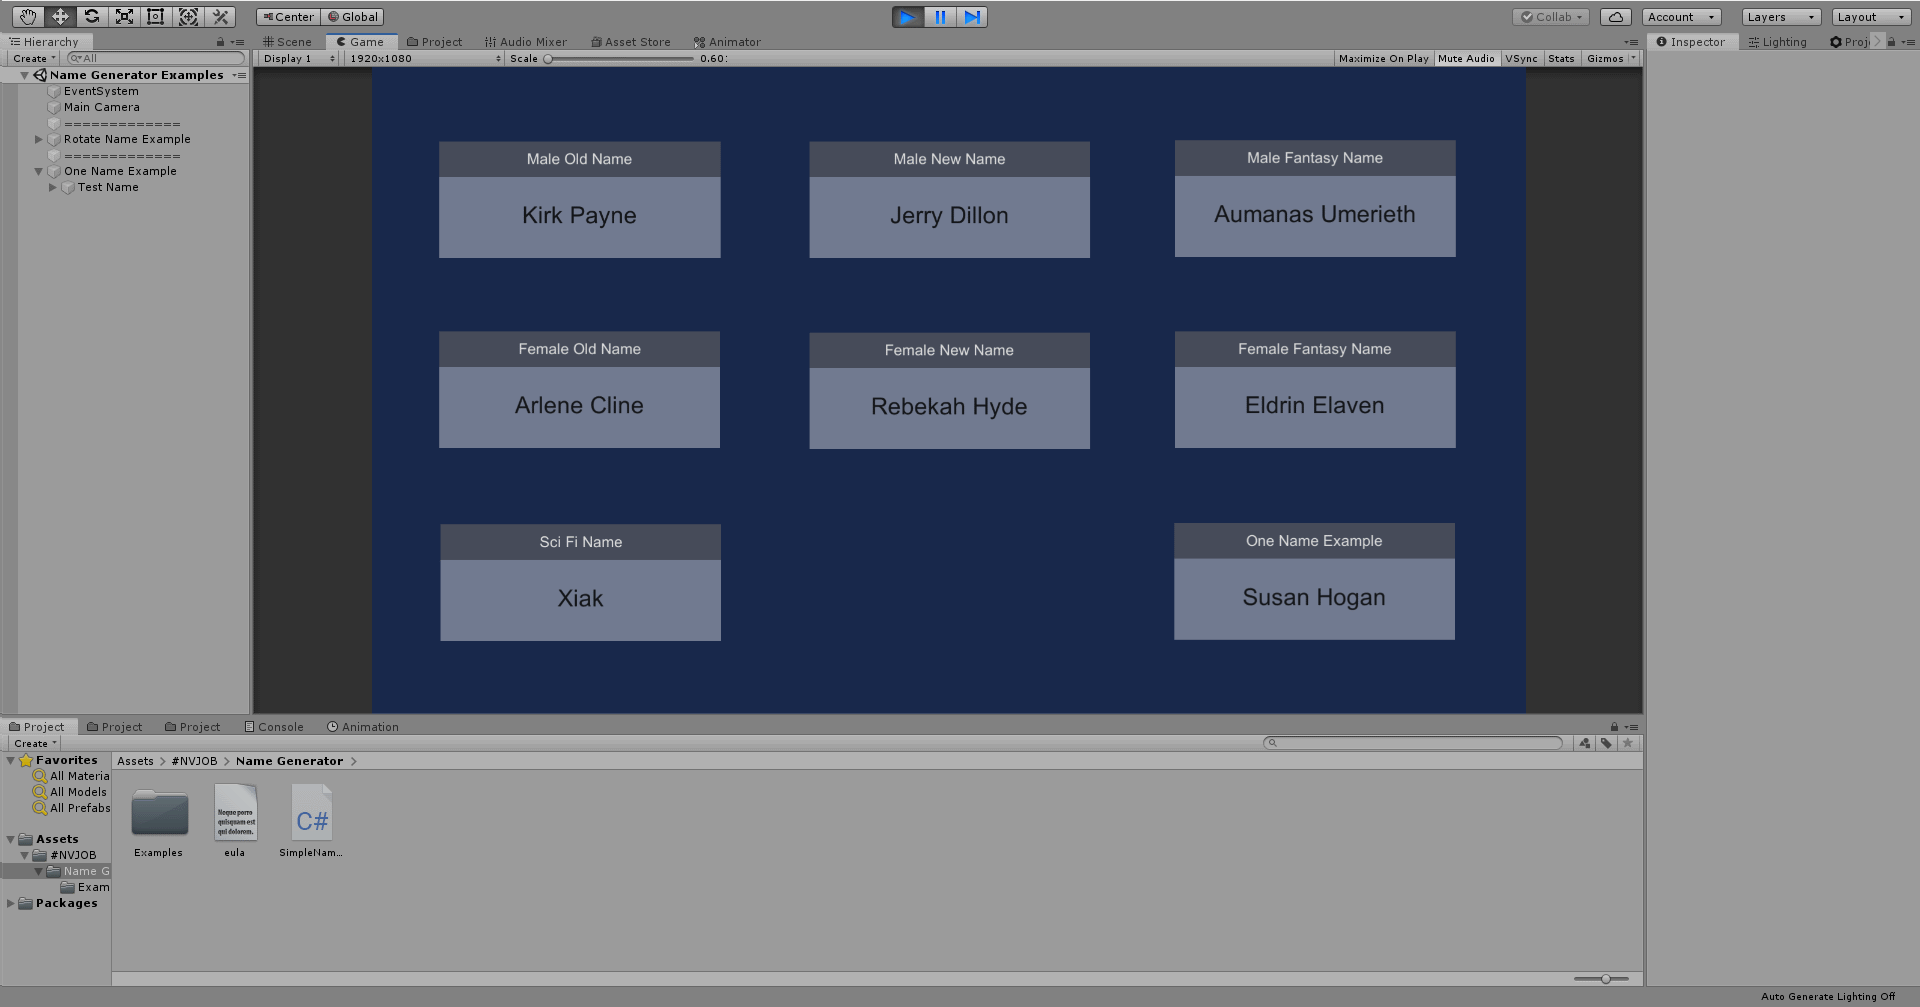 Center Global Collab Account Layers Layout
Hierarchy Scene Game Project Audio Mixer Asset Store Animator Inspector Lighting Proj
Create All Display 1 1920x1080 Scale 0.60: Maximize On Play Mute Audio VSync Stats Gizmos
Name Generator Examples
EventSystem
Main Camera
=============
Rotate Name Example
=============
One Name Example
Test Name
Male Old Name
Kirk Payne
Male New Name
Jerry Dillon
Male Fantasy Name
Aumanas Umerieth
Female Old Name
Arlene Cline
Female New Name
Rebekah Hyde
Female Fantasy Name
Eldrin Elaven
Sci Fi Name
Xiak
One Name Example
Susan Hogan
Project Project Project Console Animation
Create
Favorites
All Materia
All Models
All Prefabs
Assets
#NVJOB
Name G
Exam
Packages
Assets > #NVJOB > Name Generator >
Neque porro
quisquam est
qui dolorem.
C#
Examples eula SimpleNam...
Auto Generate Lighting Off